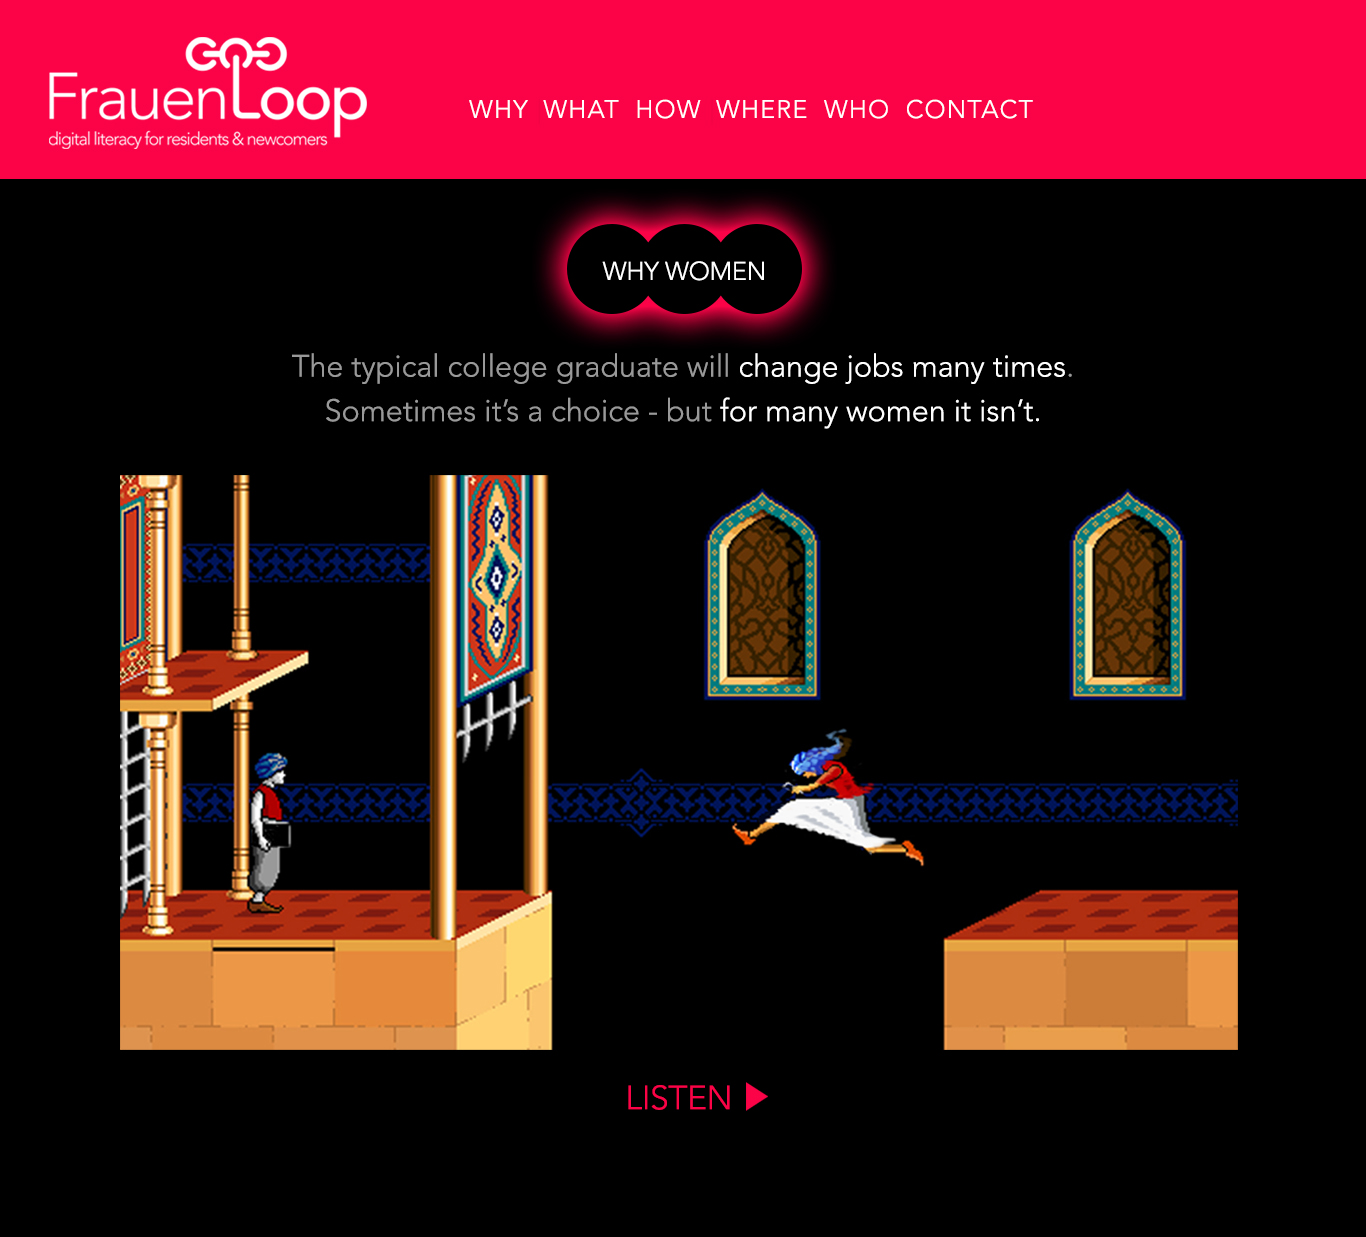 FrauenLoop
digital literacy for residents & newcomers
WHY WHAT HOW WHERE WHO CONTACT
WHY WOMEN
The typical college graduate will change jobs many times.
Sometimes it’s a choice - but for many women it isn’t.
LISTEN